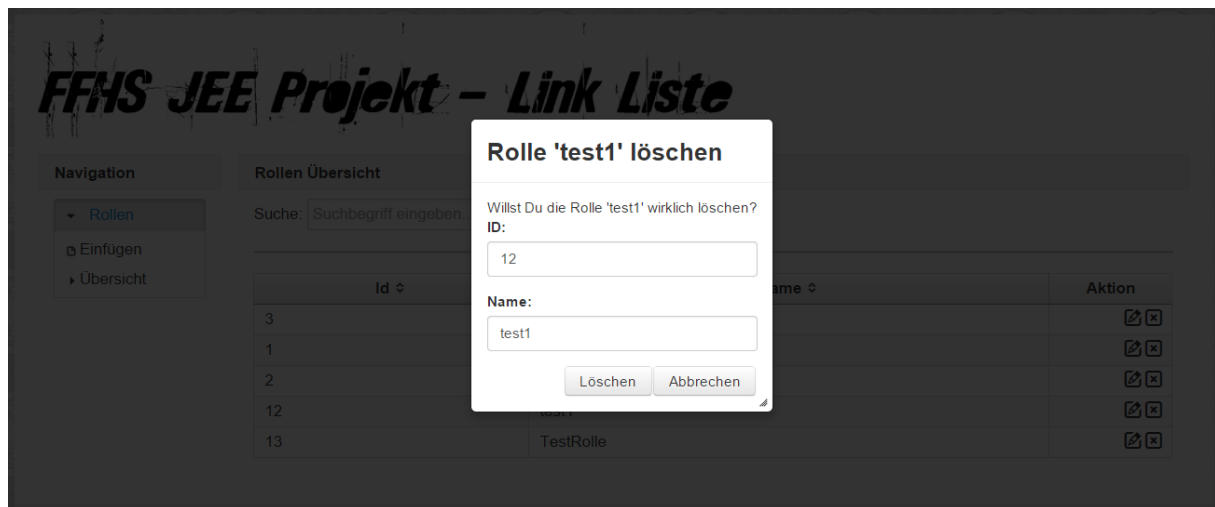 FFHS JEE Projekt - Link Liste
Navigation
Rollen
Einfügen
Übersicht
Rollen Übersicht
Suche: Suchbegriff eingeben..
Id Aktion
3
1
2
12 test1
13 TestRolle
Rolle 'test1' löschen
Willst Du die Rolle 'test1' wirklich löschen?
ID:
12
Name:
test1
Löschen Abbrechen